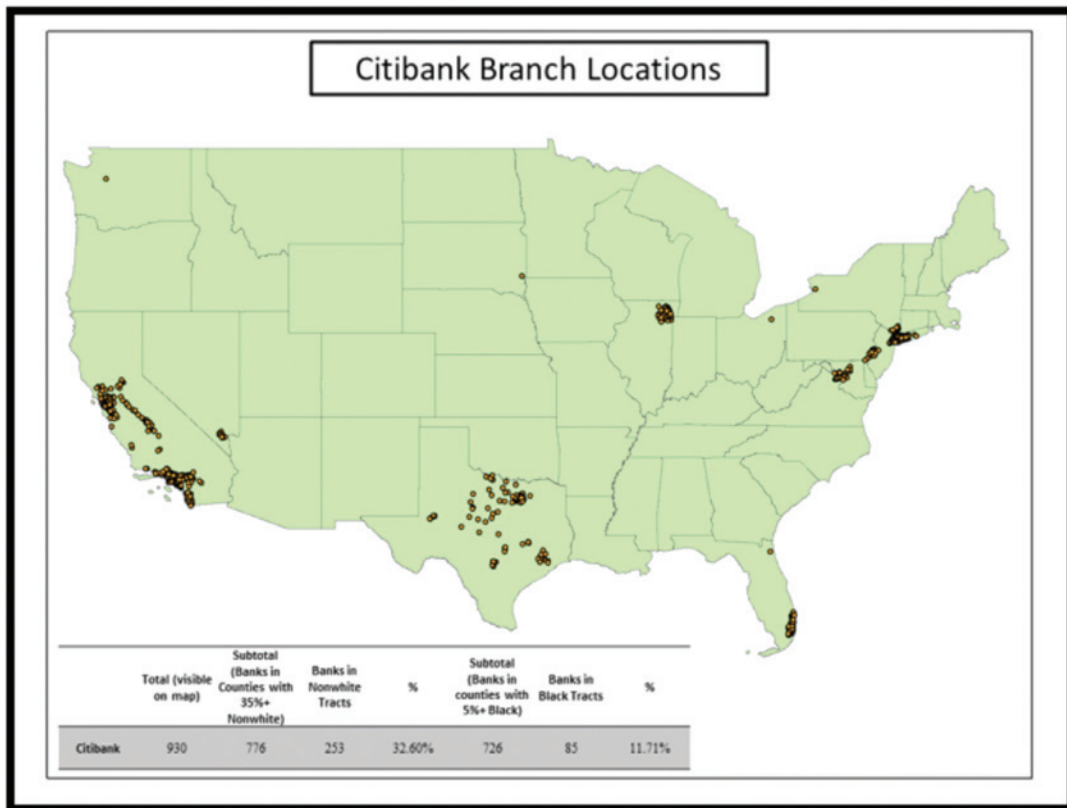 Citibank Branch Locations
Total (visible
on map)
Subtotal
(Banks in
Counties with
35%+
Nonwhite)
Banks in
Nonwhite
Tracts
%
Subtotal
(Banks in
counties with
5%+ Black)
Banks in
Black Tracts
%
Citibank 930 776 253 32.60% 726 85 11.71%